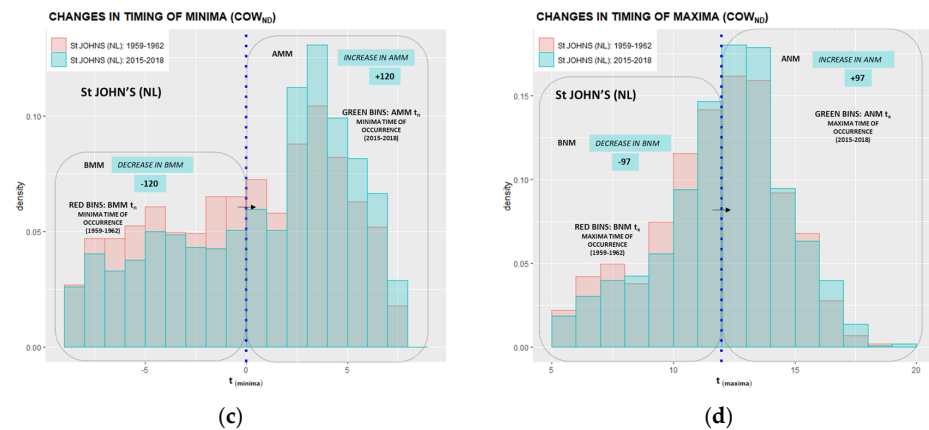 CHANGES IN TIMING OF MINIMA (COWND)
St JOHNS (NL): 1959-1962
St JOHNS (NL): 2015-2018
AMM
INCREASE IN AMM
+120
St JOHN'S (NL)
GREEN BINS: AMM tn
MINIMA TIME OF
OCCURRENCE
(2015-2018)
BMM
DECREASE IN BMM
-120
RED BINS: BMM tn
MINIMA TIME OF
OCCURRENCE
(1959-1962)
density
0.10
0.05
0.00
-5
0
5
t (minima)
(c)
CHANGES IN TIMING OF MAXIMA (COWND)
St JOHNS (NL): 1959-1962
St JOHNS (NL): 2015-2018
ANM
INCREASE IN ANM
+97
St JOHN'S (NL)
GREEN BINS: ANM tx
MAXIMA TIME OF
OCCURRENCE
(2015-2018)
BNM
DECREASE IN BNM
-97
RED BINS: BNM tx
MAXIMA TIME OF
OCCURRENCE
(1959-1962)
density
0.15
0.10
0.05
0.00
5
10
15
20
t (maxima)
(d)